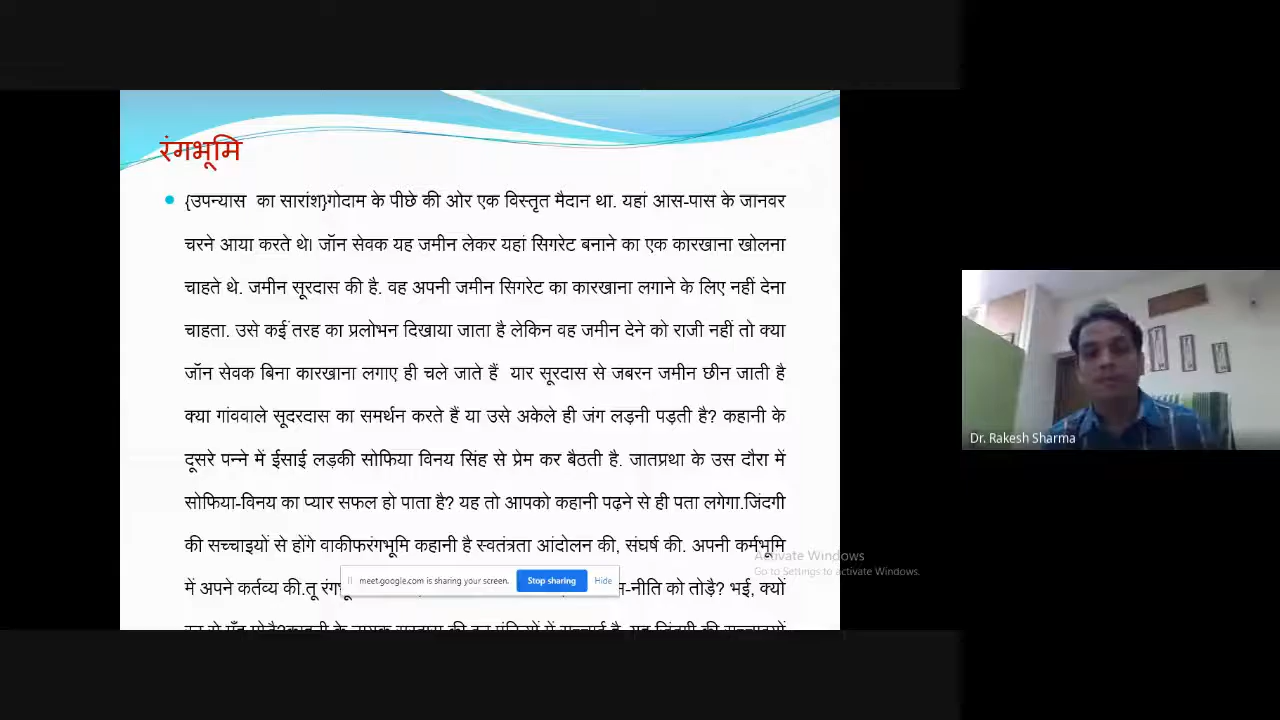 रंगभूमि
{उपन्यास का सारांश}गोदाम के पीछे की ओर एक विस्तृत मैदान था. यहां आस-पास के जानवर
चरने आया करते थे। जॉन सेवक यह जमीन लेकर यहां सिगरेट बनाने का एक कारखाना खोलना
चाहते थे. जमीन सूरदास की है. वह अपनी जमीन सिगरेट का कारखाना लगाने के लिए नहीं देना
चाहता. उसे कई तरह का प्रलोभन दिखाया जाता है लेकिन वह जमीन देने को राजी नहीं तो क्या
जॉन सेवक बिना कारखाना लगाए ही चले जाते हैं यार सूरदास से जबरन जमीन छीन जाती है
क्या गांववाले सूदरदास का समर्थन करते हैं या उसे अकेले ही जंग लड़नी पड़ती है? कहानी के
दूसरे पन्ने में ईसाई लड़की सोफिया विनय सिंह से प्रेम कर बैठती है. जातप्रथा के उस दौरा में
सोफिया-विनय का प्यार सफल हो पाता है? यह तो आपको कहानी पढ़ने से ही पता लगेगा.जिंदगी
की सच्चाइयों से होंगे वाकीफरंगभूमि कहानी है स्वतंत्रता आंदोलन की, संघर्ष की. अपनी कर्मभूमि
में अपने कर्तव्य की.तू -नीति को तोड़ै? भई, क्यों
meet.google.com is sharing your screen. Stop sharing Hide
Activate Windows
Go to Settings to activate Windows.
Dr. Rakesh Sharma